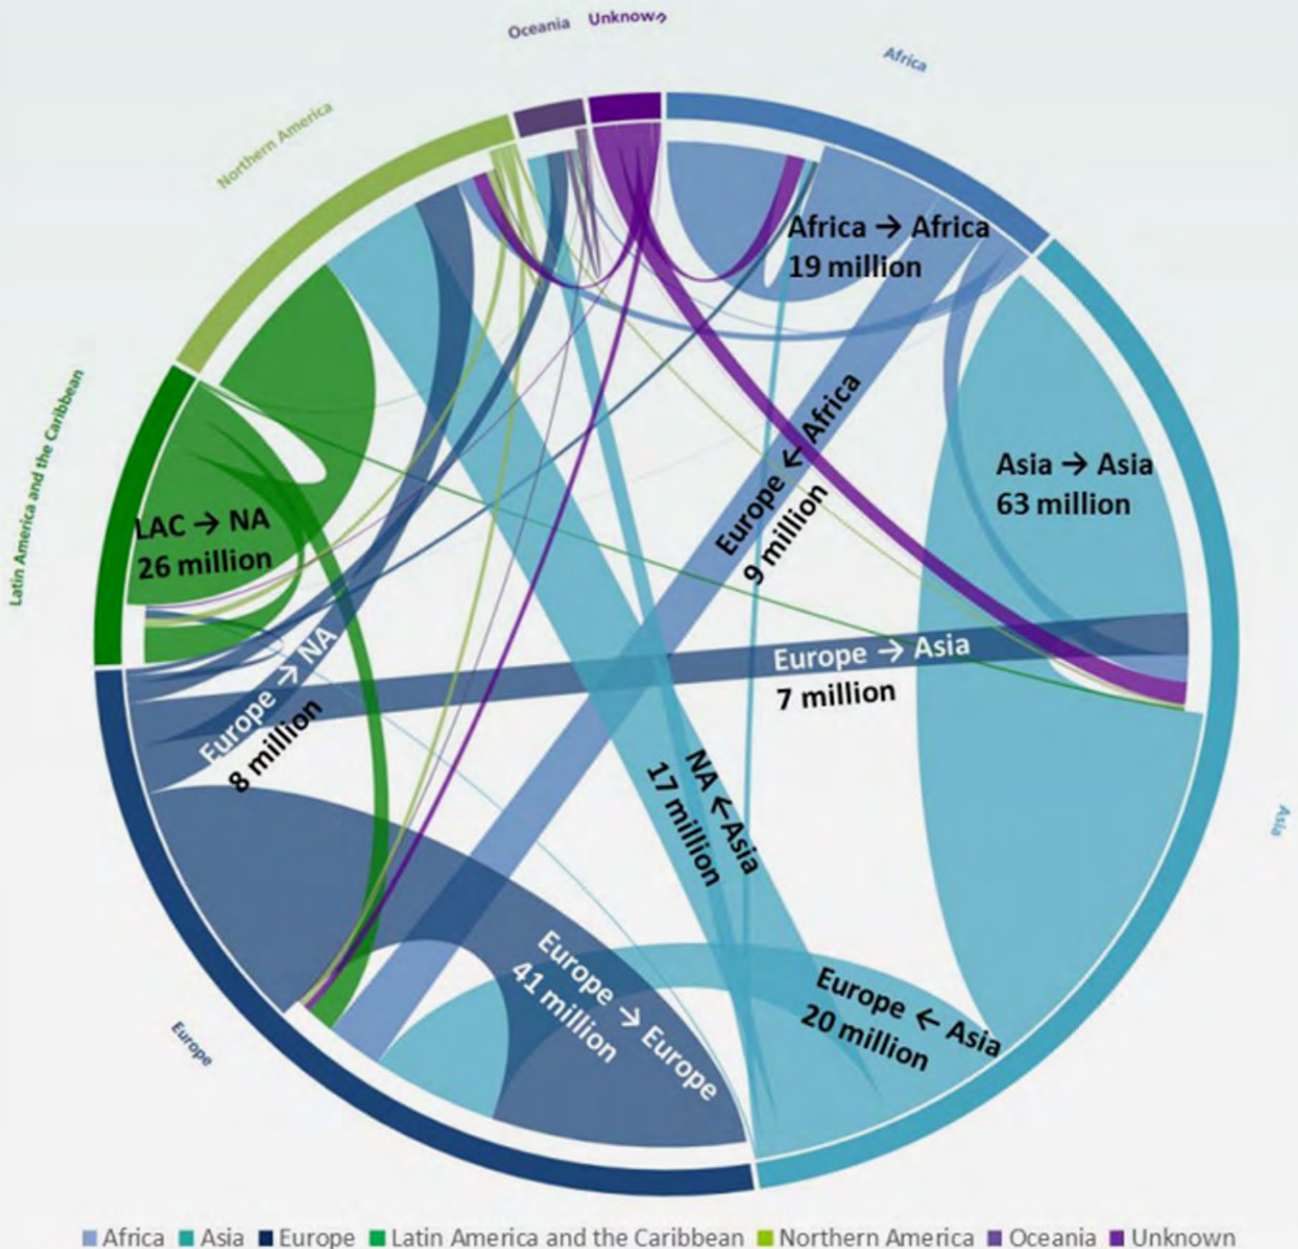 Oceania
Unknown
Africa
Northern America
Latin America and the Caribbean
Africa → Africa
19 million
Europe ← Africa
9 million
Asia → Asia
63 million
LAC → NA
26 million
Europe → NA
8 million
Europe → Asia
7 million
NA ← Asia
17 million
Asia
Europe → Europe
41 million
Europe ← Asia
20 million
Europe
Africa Asia Europe Latin America and the Caribbean Northern America Oceania Unknown